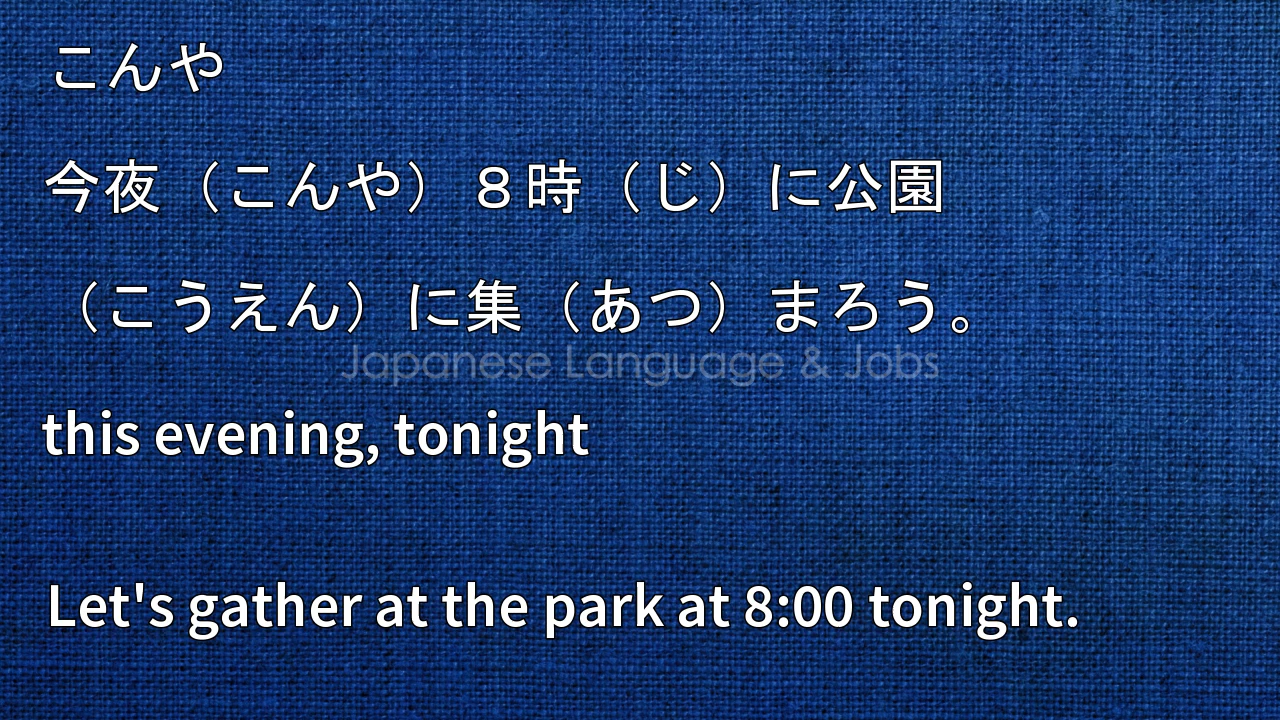 こんや
今夜（こんや）８時（じ）に公園
（こうえん）に集（あつ）まろう。
Japanese Language & Jobs
this evening, tonight
Let's gather at the park at 8:00 tonight.